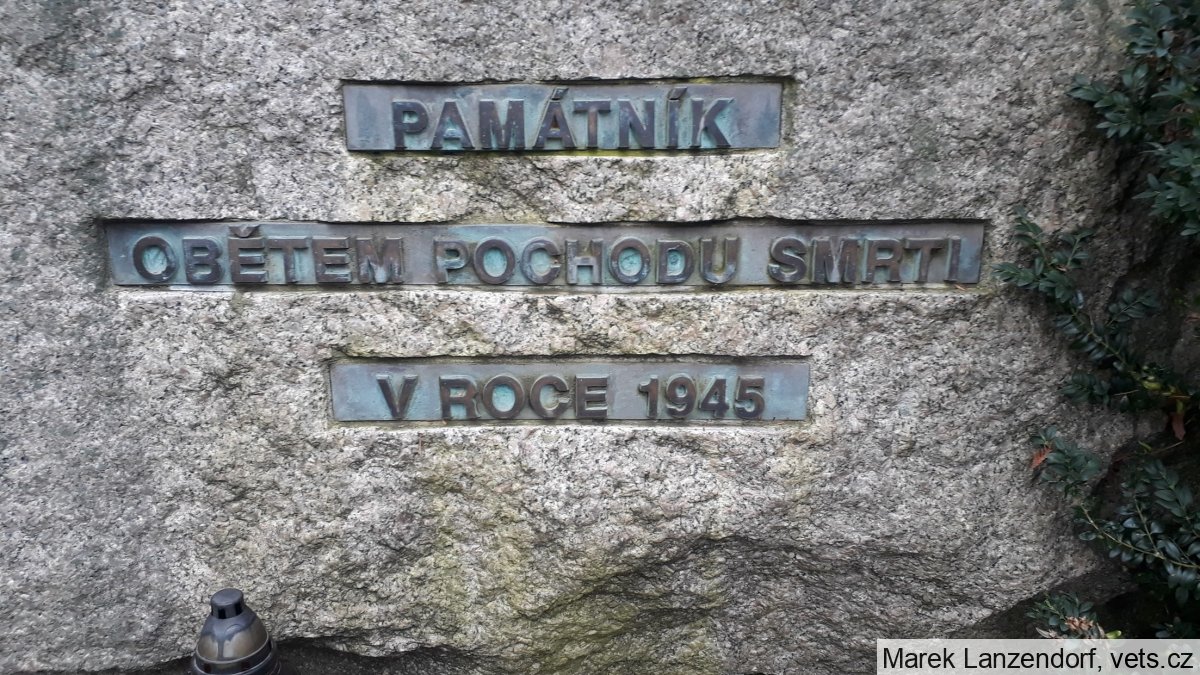 PAMÁTNÍK
OBĚTEM POCHODU SMRTI
V ROCE 1945
Marek Lanzendorf, vets.cz